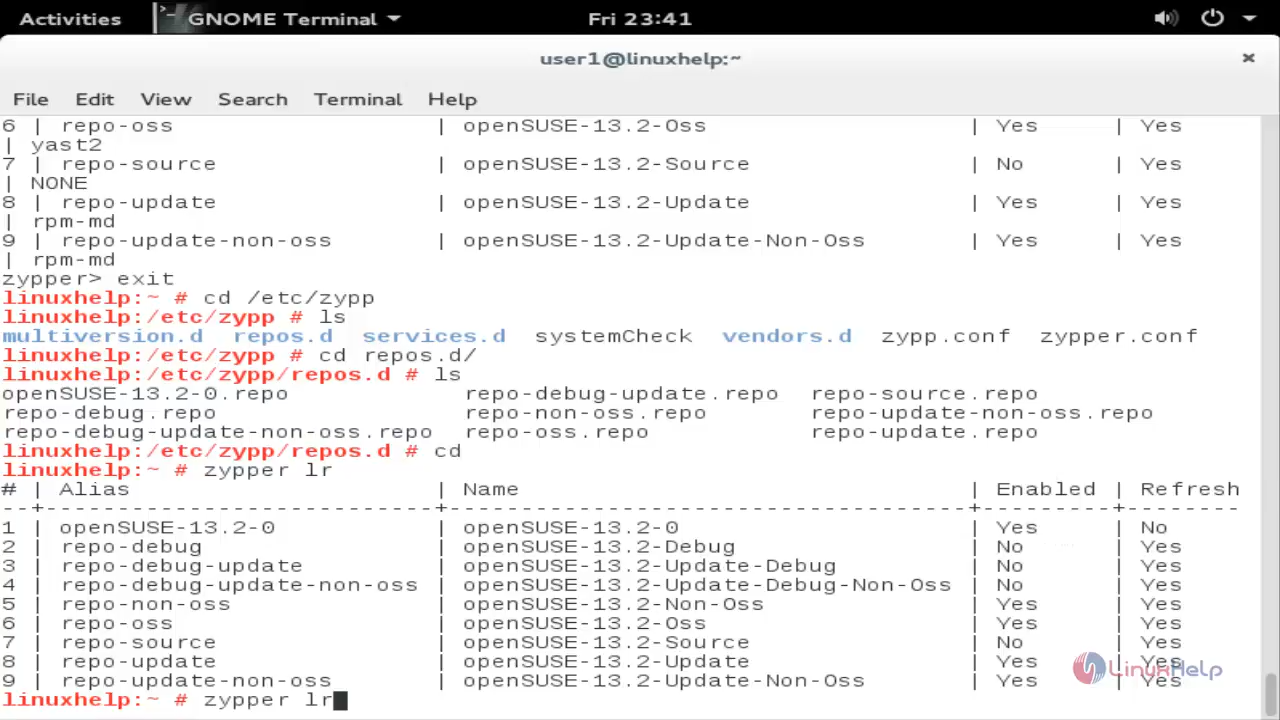 Activities GNOME Terminal Fri 23:41
user1@linuxhelp:~ ×
File Edit View Search Terminal Help
6 | repo-oss | openSUSE-13.2-Oss | Yes | Yes
| yast2
7 | repo-source | openSUSE-13.2-Source | No | Yes
| NONE
8 | repo-update | openSUSE-13.2-Update | Yes | Yes
| rpm-md
9 | repo-update-non-oss | openSUSE-13.2-Update-Non-Oss | Yes | Yes
| rpm-md
zypper> exit
linuxhelp:~ # cd /etc/zypp
linuxhelp:/etc/zypp # ls
multiversion.d repos.d services.d systemCheck vendors.d zypp.conf zypper.conf
linuxhelp:/etc/zypp # cd repos.d/
linuxhelp:/etc/zypp/repos.d # ls
openSUSE-13.2-0.repo repo-debug-update.repo repo-source.repo
repo-debug.repo repo-non-oss.repo repo-update-non-oss.repo
repo-debug-update-non-oss.repo repo-oss.repo repo-update.repo
linuxhelp:/etc/zypp/repos.d # cd
linuxhelp:~ # zypper lr
# | Alias | Name | Enabled | Refresh
--+--------------------------+------------------------------------+---------+--------
1 | openSUSE-13.2-0 | openSUSE-13.2-0 | Yes | No
2 | repo-debug | openSUSE-13.2-Debug | No | Yes
3 | repo-debug-update | openSUSE-13.2-Update-Debug | No | Yes
4 | repo-debug-update-non-oss | openSUSE-13.2-Update-Debug-Non-Oss | No | Yes
5 | repo-non-oss | openSUSE-13.2-Non-Oss | Yes | Yes
6 | repo-oss | openSUSE-13.2-Oss | Yes | Yes
7 | repo-source | openSUSE-13.2-Source | No | Yes
8 | repo-update | openSUSE-13.2-Update | Yes | Yes
9 | repo-update-non-oss | openSUSE-13.2-Update-Non-Oss | Yes | Yes
linuxhelp:~ # zypper lr
LinuxHelp